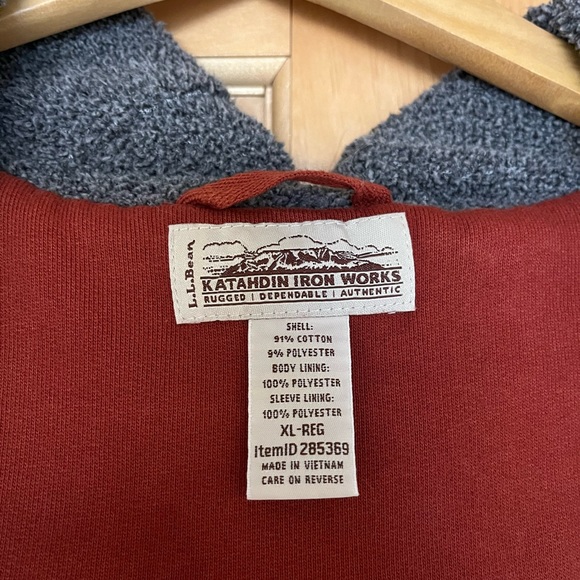 L.L.Bean
KATAHDIN IRON WORKS
RUGGED | DEPENDABLE | AUTHENTIC
SHELL:
91% COTTON
9% POLYESTER
BODY LINING:
100% POLYESTER
SLEEVE LINING:
100% POLYESTER
XL-REG
ItemID 285369
MADE IN VIETNAM
CARE ON REVERSE